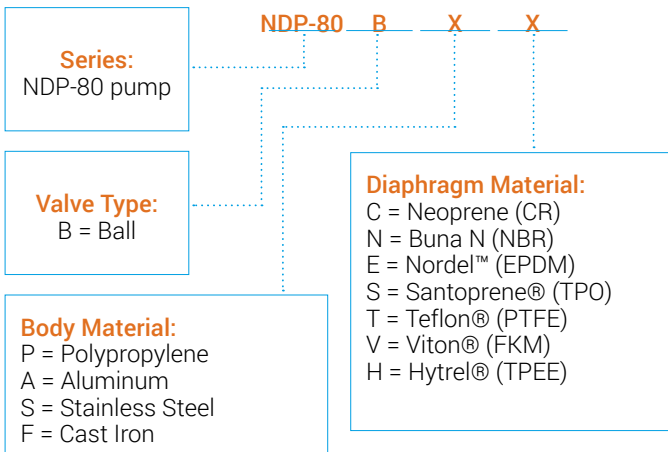 NDP-80 B X X
Series:
NDP-80 pump
Valve Type:
B = Ball
Body Material:
P = Polypropylene
A = Aluminum
S = Stainless Steel
F = Cast Iron
Diaphragm Material:
C = Neoprene (CR)
N = Buna N (NBR)
E = Nordel™ (EPDM)
S = Santoprene® (TPO)
T = Teflon® (PTFE)
V = Viton® (FKM)
H = Hytrel® (TPEE)